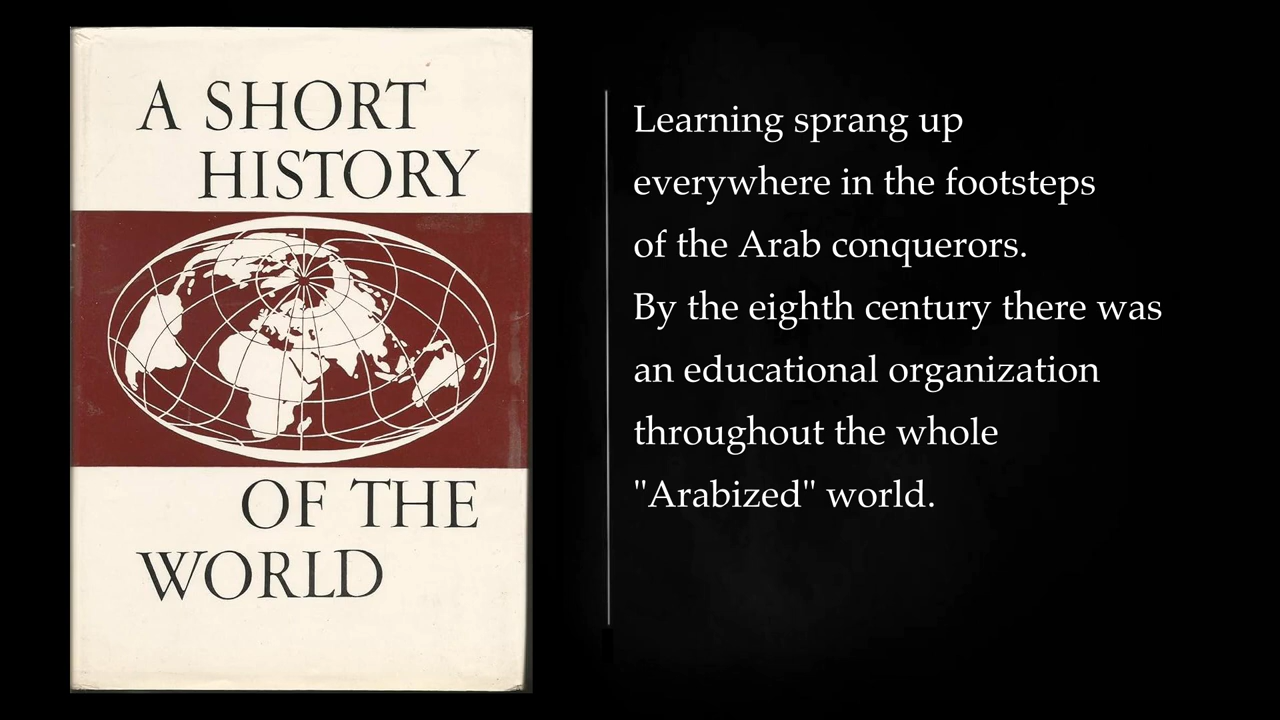 A SHORT
HISTORY
OF THE
WORLD
Learning sprang up
everywhere in the footsteps
of the Arab conquerors.
By the eighth century there was
an educational organization
throughout the whole
"Arabized" world.